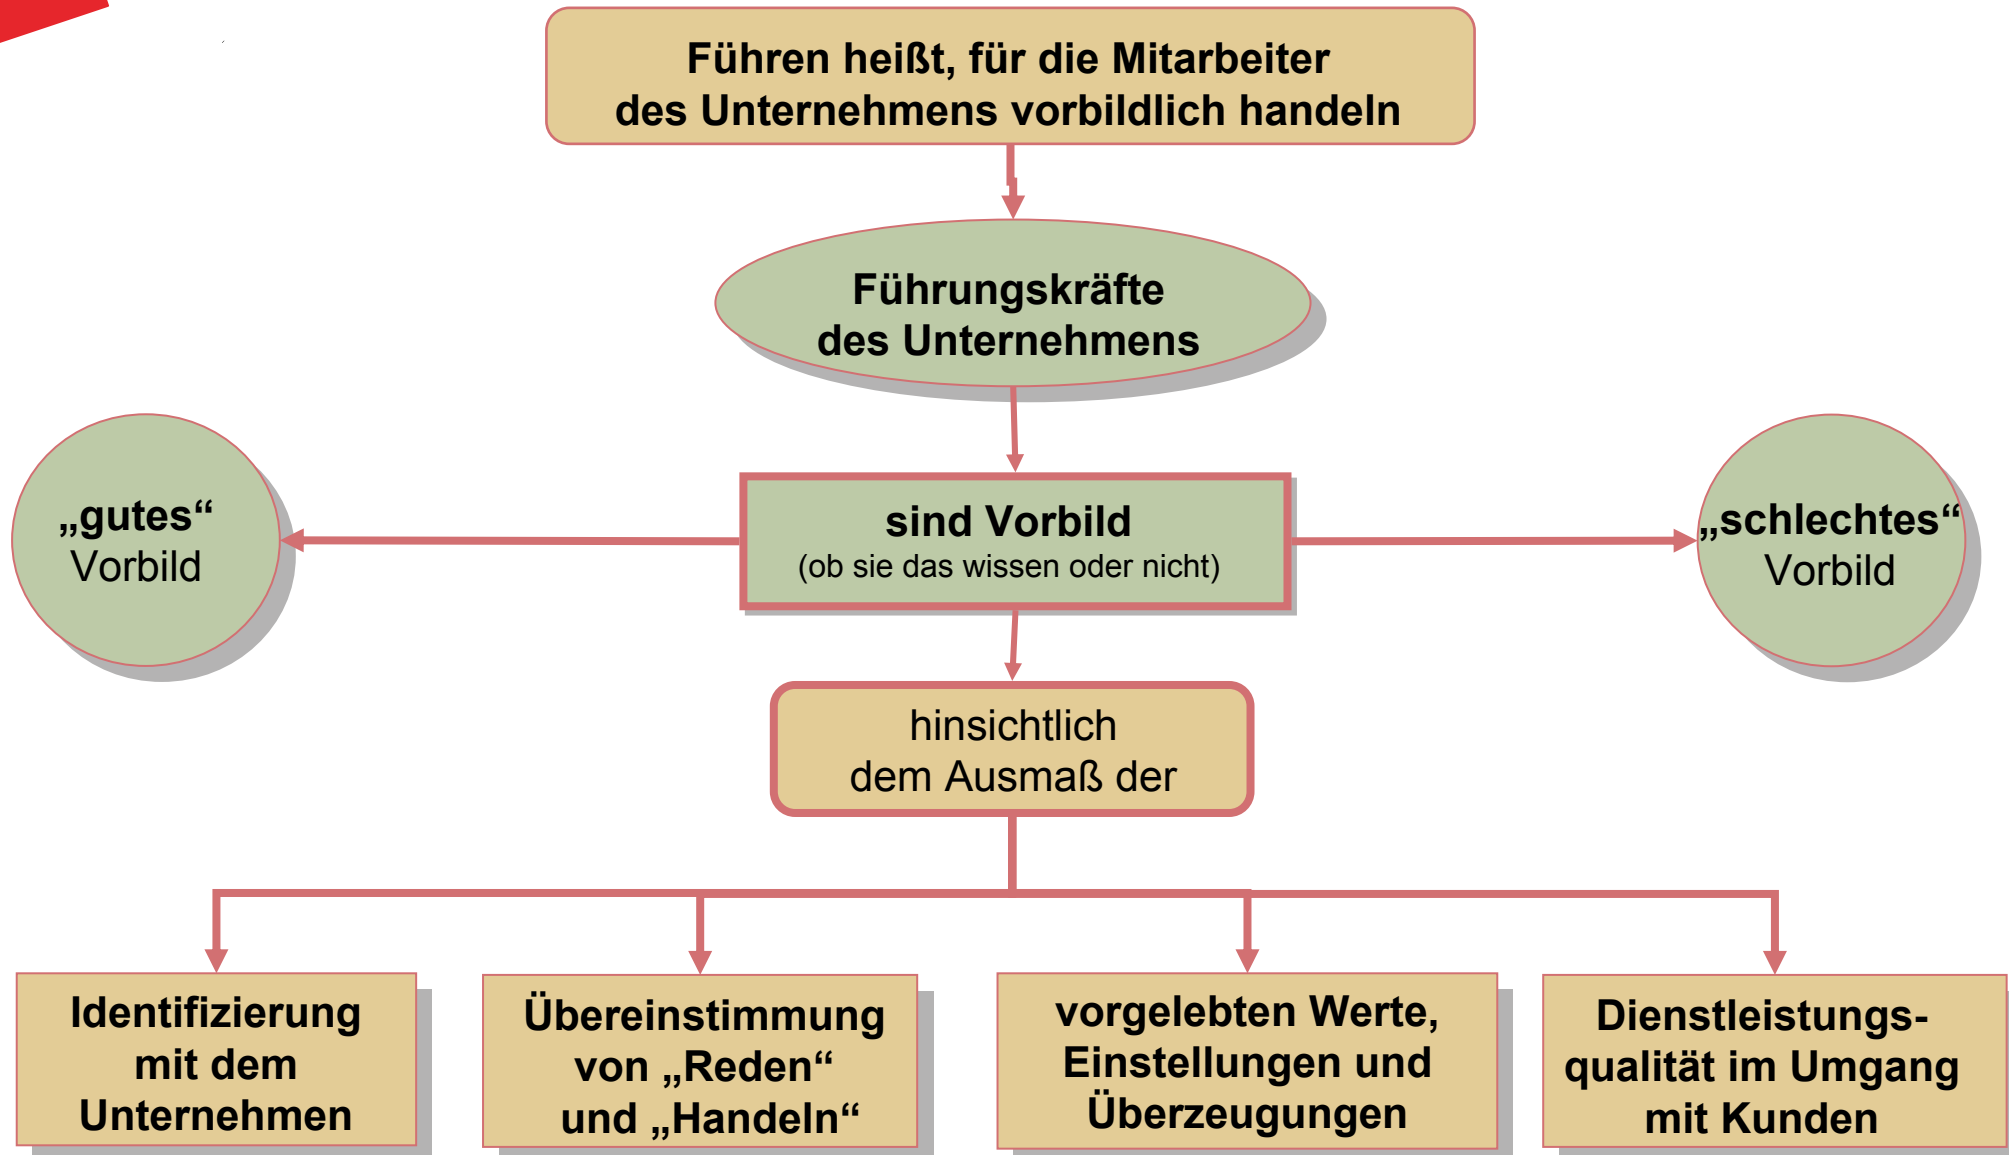 Führen heißt, für die Mitarbeiter
des Unternehmens vorbildlich handeln
Führungskräfte
des Unternehmens
„gutes“
Vorbild
sind Vorbild
(ob sie das wissen oder nicht)
„schlechtes“
Vorbild
hinsichtlich
dem Ausmaß der
Identifizierung
mit dem
Unternehmen
Übereinstimmung
von „Reden“
und „Handeln“
vorgelebten Werte,
Einstellungen und
Überzeugungen
Dienstleistungs-
qualität im Umgang
mit Kunden